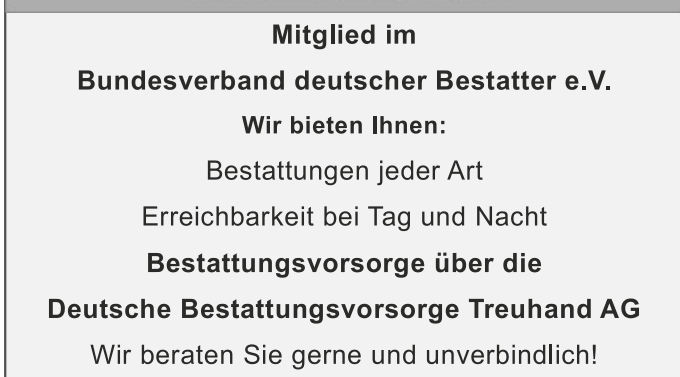 Mitglied im
Bundesverband deutscher Bestatter e.V.
Wir bieten Ihnen:
Bestattungen jeder Art
Erreichbarkeit bei Tag und Nacht
Bestattungsvorsorge über die
Deutsche Bestattungsvorsorge Treuhand AG
Wir beraten Sie gerne und unverbindlich!